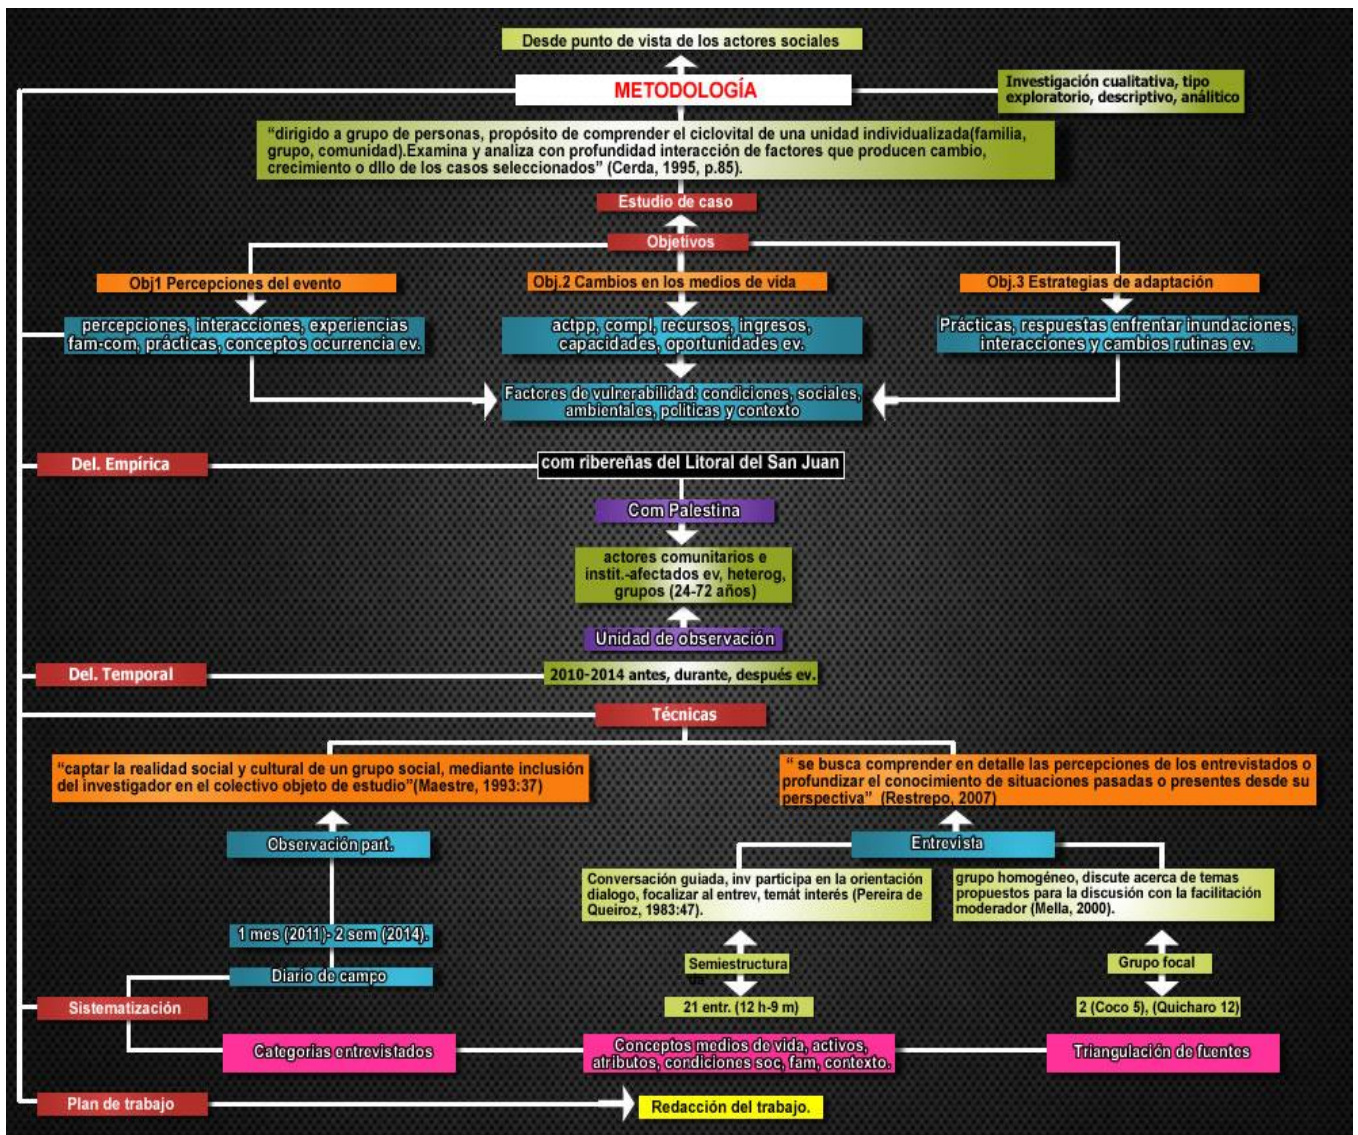 Desde punto de vista de los actores sociales
METODOLOGÍA
Investigación cualitativa, tipo
exploratorio, descriptivo, análitico
“dirigido a grupo de personas, propósito de comprender el ciclovital de una unidad individualizada(familia,
grupo, comunidad).Examina y analiza con profundidad interacción de factores que producen cambio,
crecimiento o dllo de los casos seleccionados” (Cerda, 1995, p.85).
Estudio de caso
Objetivos
Obj1 Percepciones del evento
Obj.2 Cambios en los medios de vida
Obj.3 Estrategias de adaptación
percepciones, interacciones, experiencias
fam-com, prácticas, conceptos ocurrencia ev.
actpp, compl, recursos, ingresos,
capacidades, oportunidades ev.
Prácticas, respuestas enfrentar inundaciones,
interacciones y cambios rutinas ev.
Factores de vulnerabilidad: condiciones, sociales,
ambientales, políticas y contexto
Del. Empírica
com ribereñas del Litoral del San Juan
Com Palestina
actores comunitarios e
instit.-afectados ev, heterog,
grupos (24-72 años)
Unidad de observación
Del. Temporal
2010-2014 antes, durante, después ev.
Técnicas
“captar la realidad social y cultural de un grupo social, mediante inclusión
del investigador en el colectivo objeto de estudio”(Maestre, 1993:37)
“ se busca comprender en detalle las percepciones de los entrevistados o
profundizar el conocimiento de situaciones pasadas o presentes desde su
perspectiva” (Restrepo, 2007)
Observación part.
Entrevista
Conversación guiada, inv participa en la orientación
dialogo, focalizar al entrev, temát interés (Pereira de
Queiroz, 1983:47).
grupo homogéneo, discute acerca de temas
propuestos para la discusión con la facilitación
moderador (Mella, 2000).
1 mes (2011)- 2 sem (2014).
Semiestructura
da
Grupo focal
Diario de campo
Sistematización
21 entr. (12 h-9 m)
2 (Coco 5), (Quicharo 12)
Categorias entrevistados
Conceptos medios de vida, activos,
atributos, condiciones soc, fam, contexto.
Triangulación de fuentes
Plan de trabajo
Redacción del trabajo.